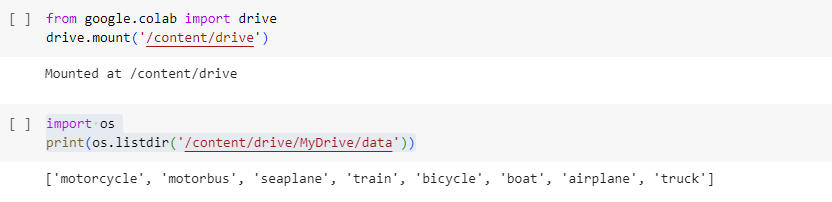 [ ] from google.colab import drive
drive.mount('/content/drive')
Mounted at /content/drive
[ ] import os
print(os.listdir('/content/drive/MyDrive/data'))
['motorcycle', 'motorbus', 'seaplane', 'train', 'bicycle', 'boat', 'airplane', 'truck']